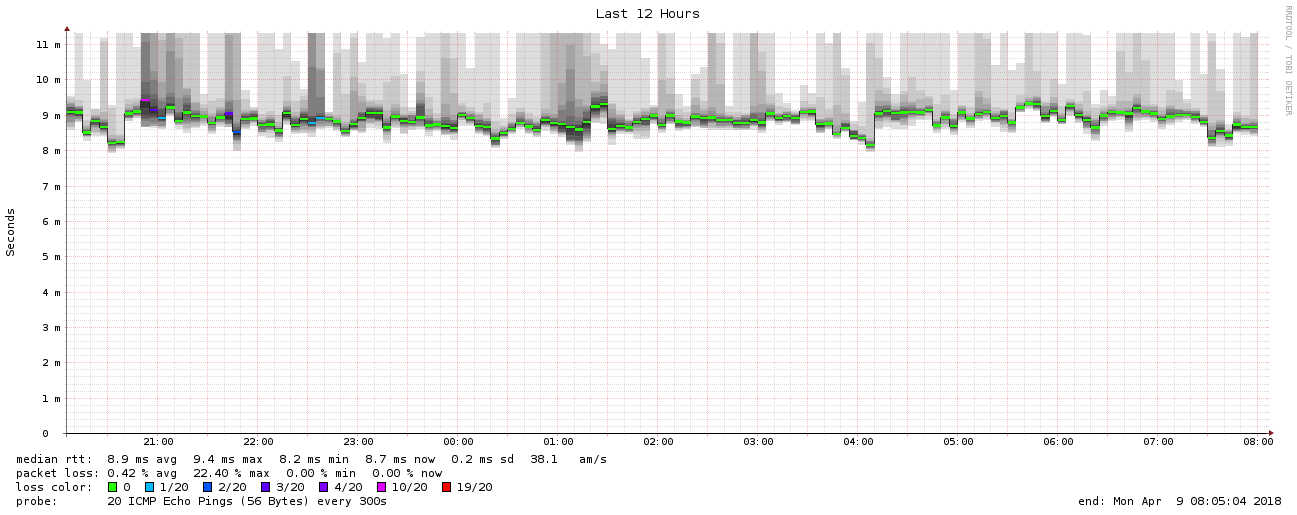 Last 12 Hours
RRDTOOL / TOBI OETIKER
Seconds
11 m
10 m
9 m
8 m
7 m
6 m
5 m
4 m
3 m
2 m
1 m
0
21:00 22:00 23:00 00:00 01:00 02:00 03:00 04:00 05:00 06:00 07:00 08:00
median rtt: 8.9 ms avg 9.4 ms max 8.2 ms min 8.7 ms now 0.2 ms sd 38.1 am/s
packet loss: 0.42 % avg 22.40 % max 0.00 % min 0.00 % now
loss color: 0 1/20 2/20 3/20 4/20 10/20 19/20
probe: 20 ICMP Echo Pings (56 Bytes) every 300s end: Mon Apr 9 08:05:04 2018